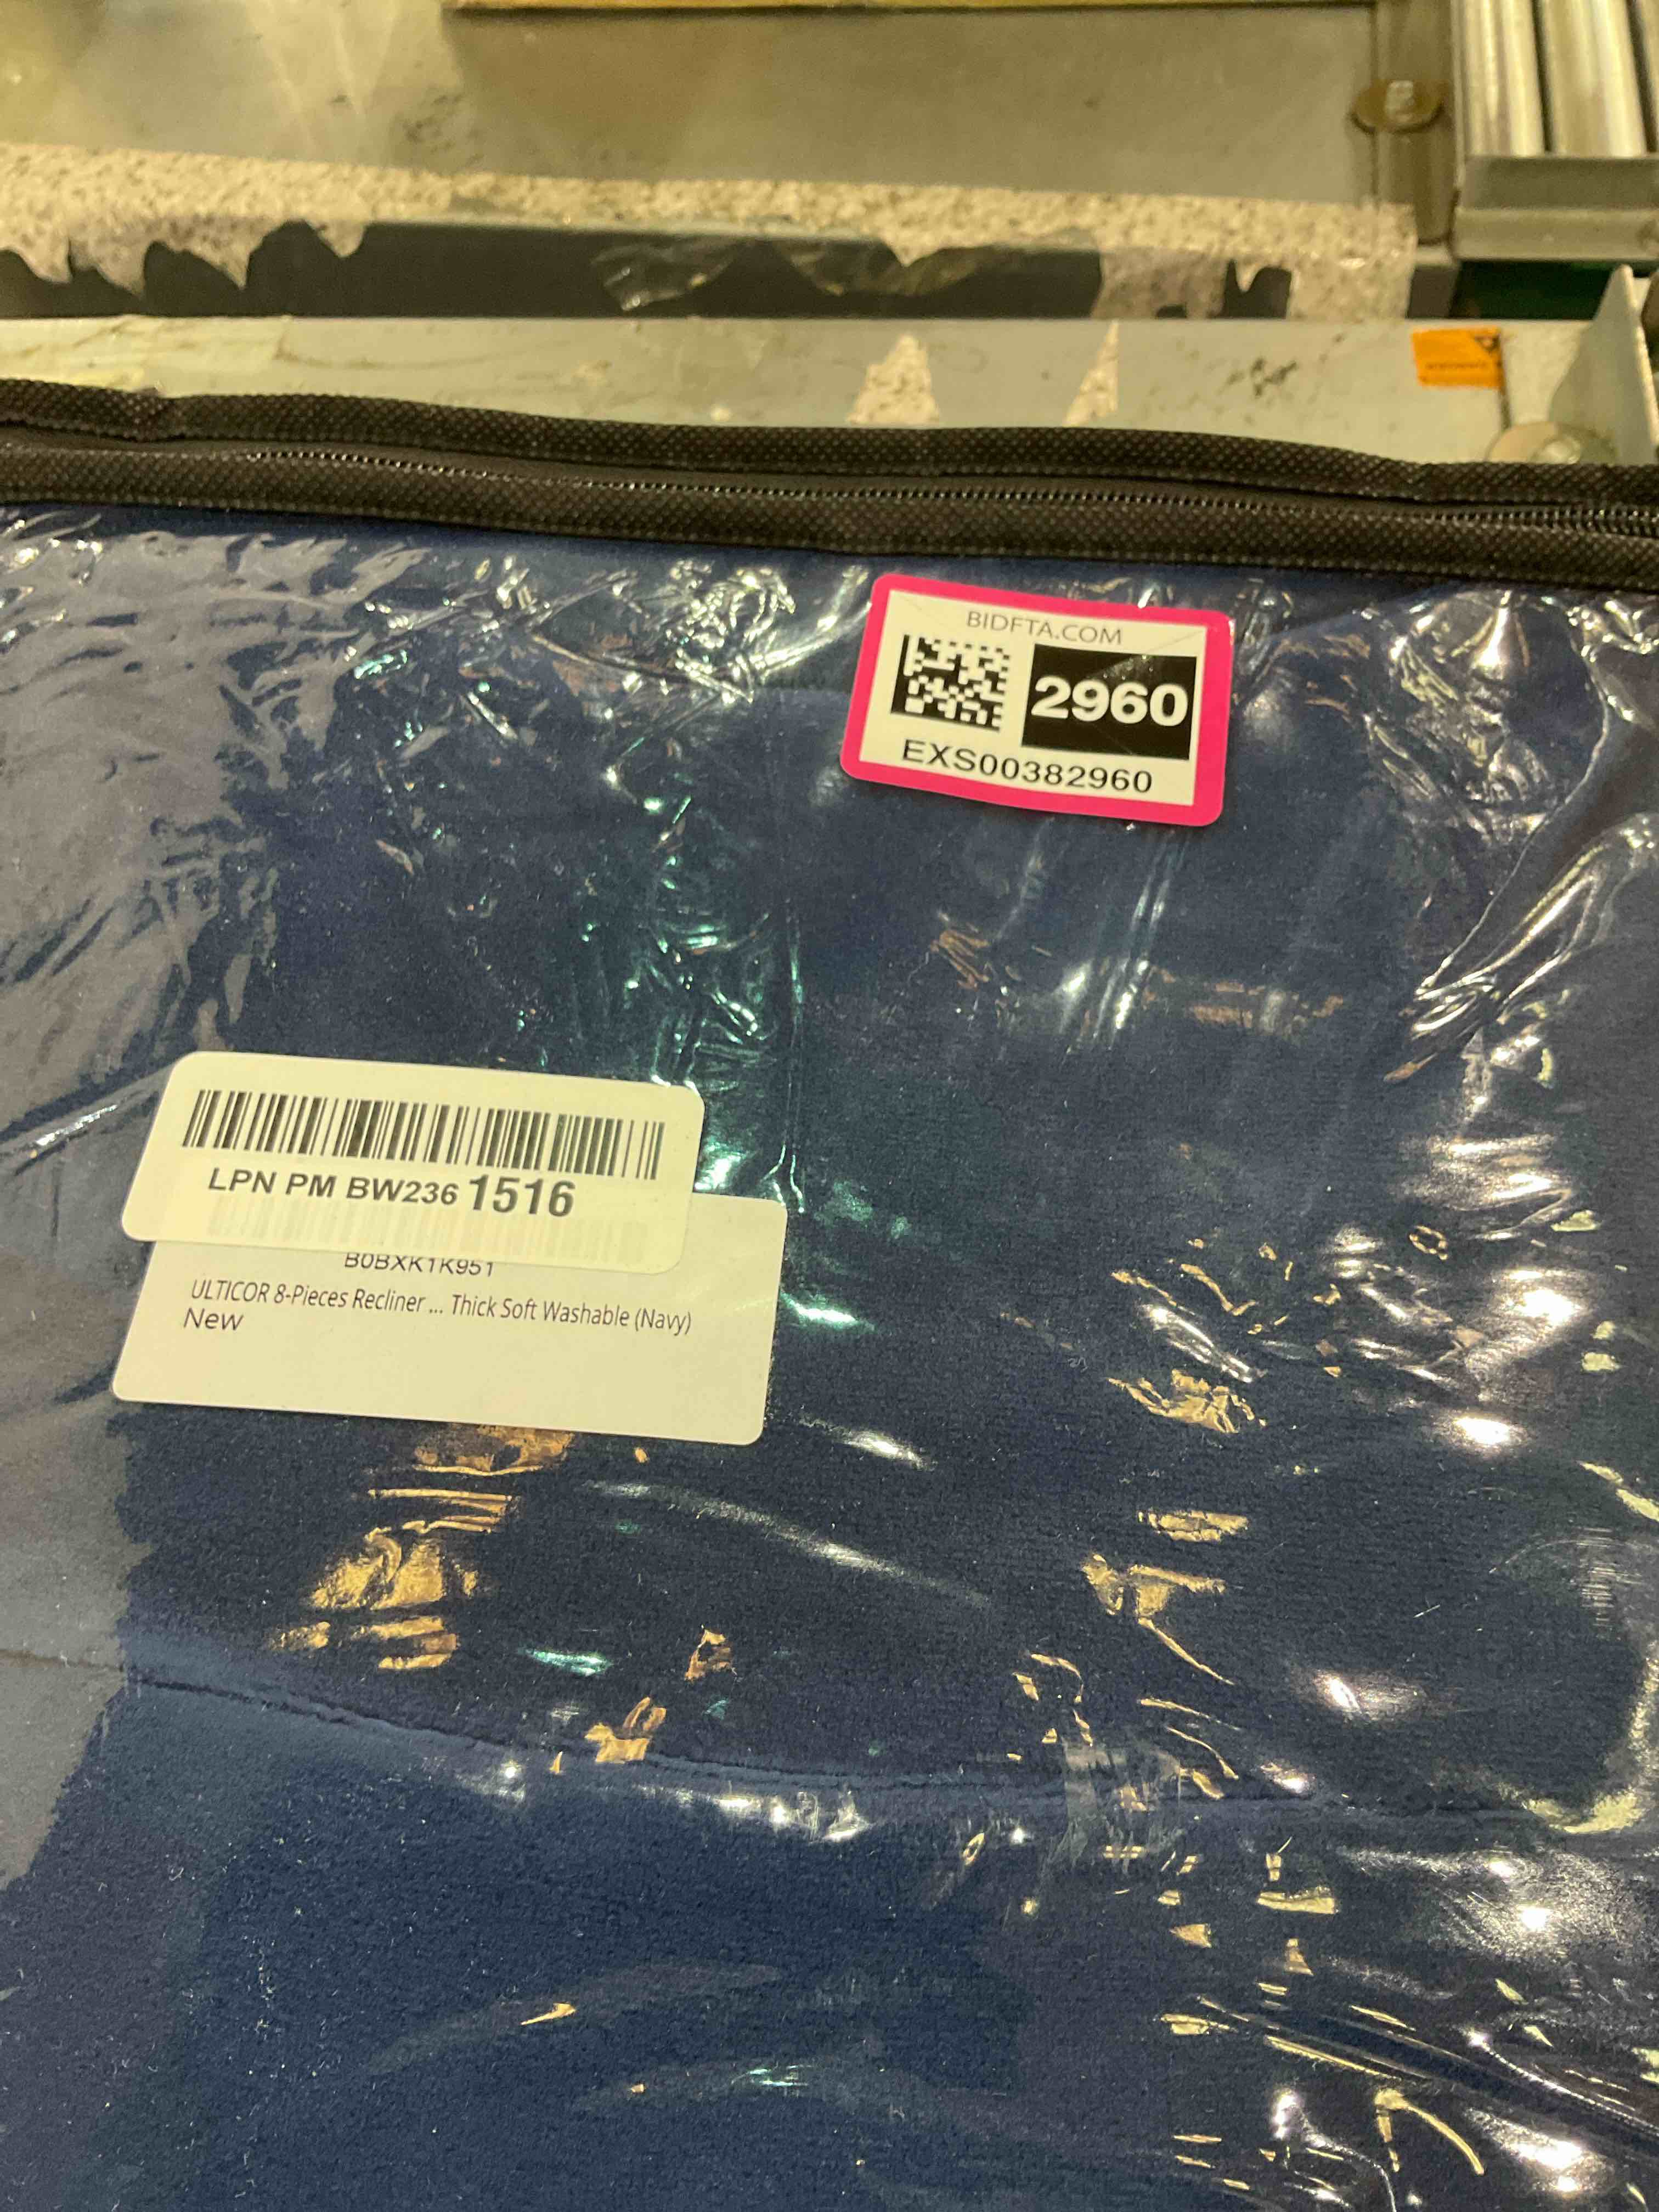 BIDFTA.COM
2960
EXS00382960
LPN PM BW236 1516
B0BXK1K951
ULTICOR 8-Pieces Recliner ... Thick Soft Washable (Navy)
New